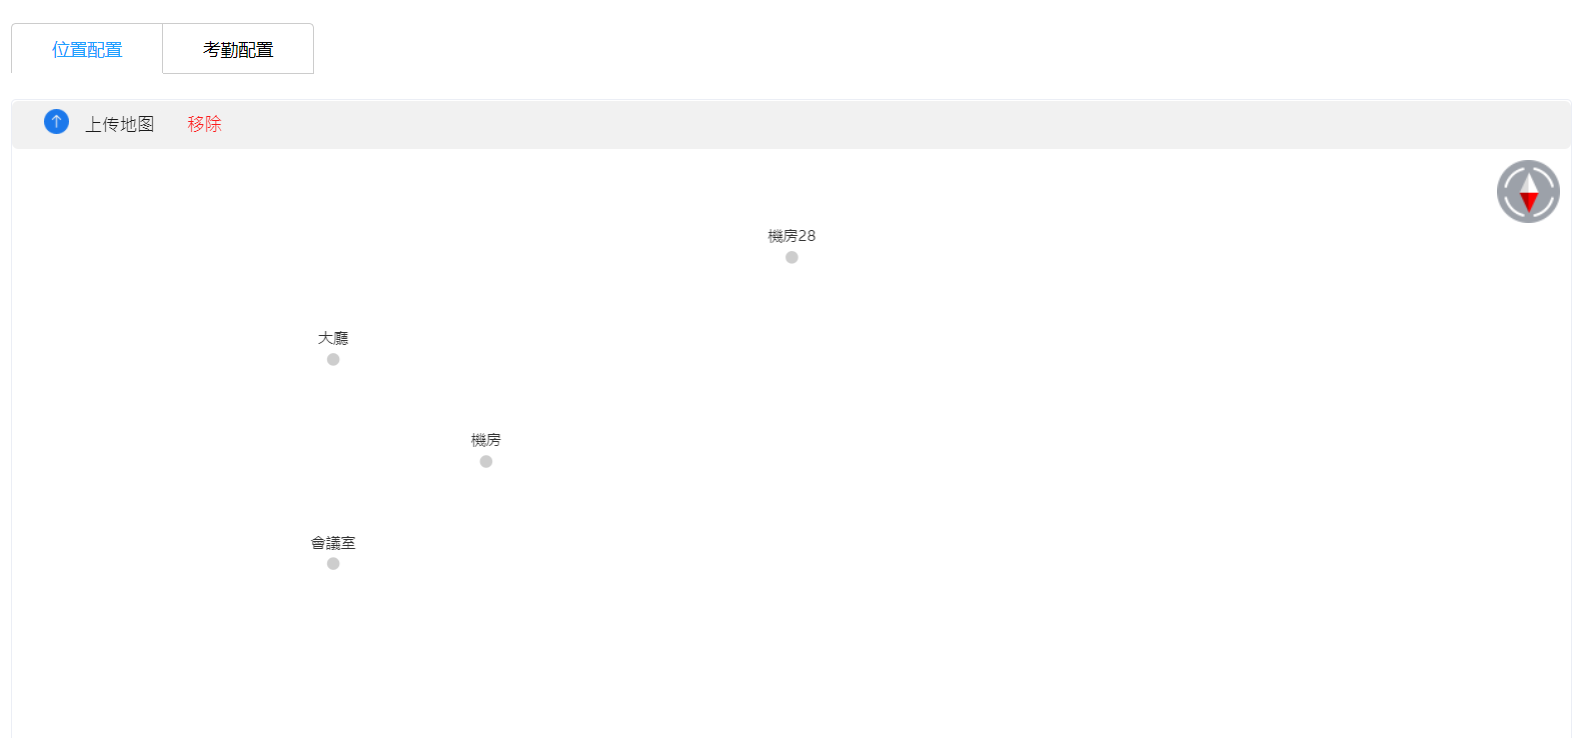 位置配置 考勤配置
上传地图 移除
機房28
大廳
機房
會議室